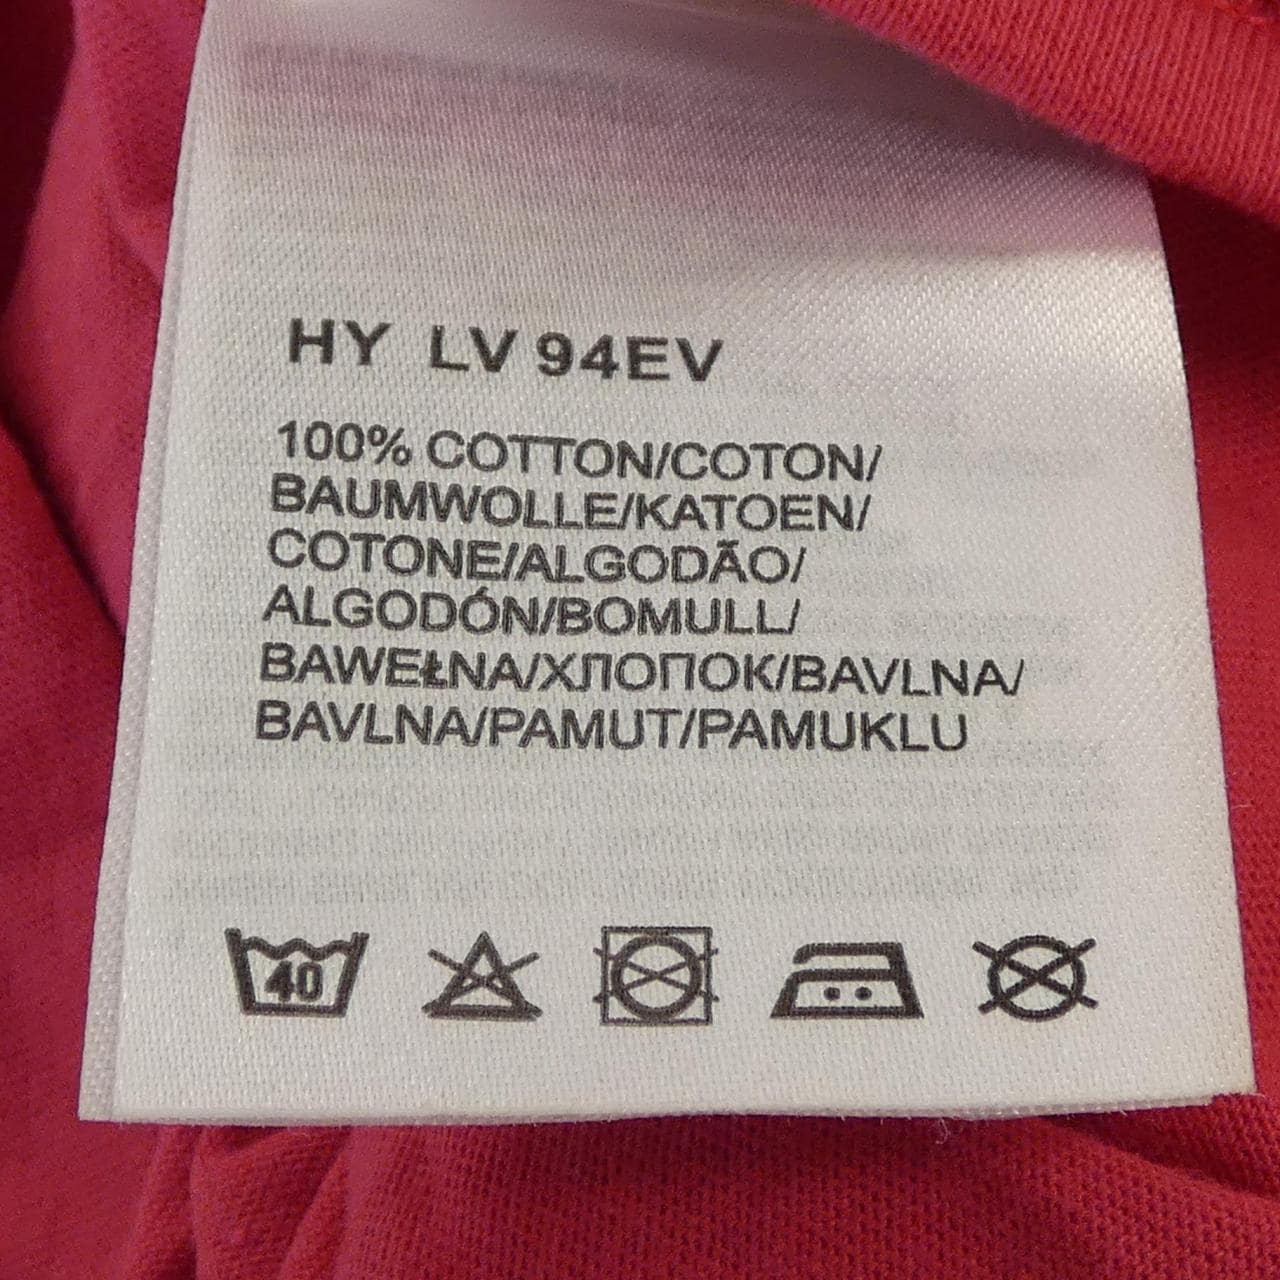 HY LV 94EV
100% COTTON/COTON/
BAUMWOLLE/KATOEN/
COTONE/ALGODÃO/
ALGODÓN/BOMULL/
BAWEŁNA/ХЛОПОК/BAVLNA/
BAVLNA/PAMUT/PAMUKLU
40